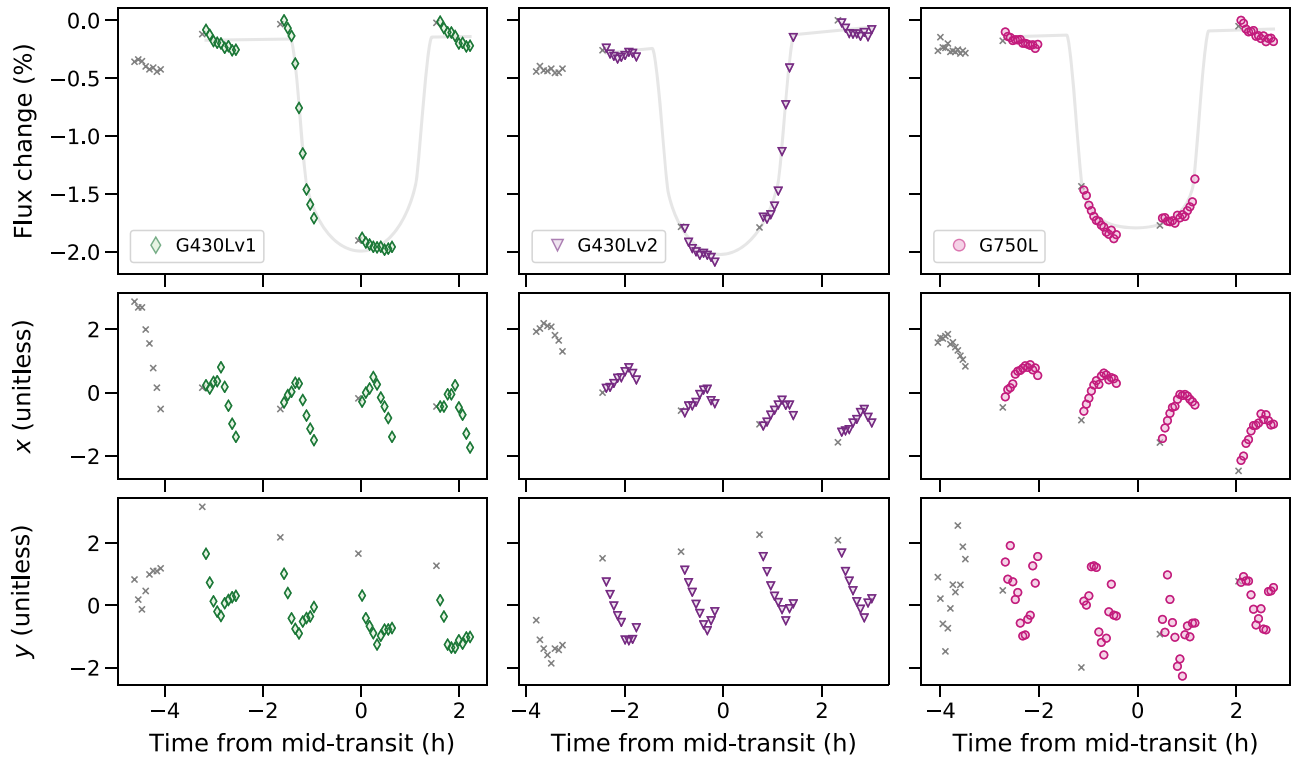 Flux change (%)
0.0
−0.5
−1.0
−1.5
−2.0
G430Lv1
G430Lv2
G750L
x (unitless)
2
0
−2
y (unitless)
2
0
−2
−4 −2 0 2
−4 −2 0 2
−4 −2 0 2
Time from mid-transit (h)
Time from mid-transit (h)
Time from mid-transit (h)